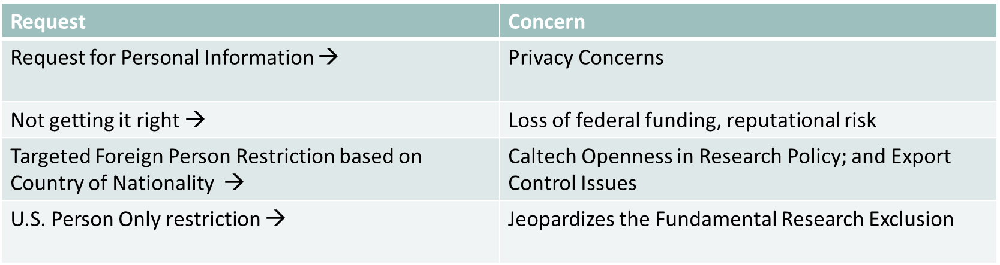 Request Concern
Request for Personal Information → Privacy Concerns
Not getting it right → Loss of federal funding, reputational risk
Targeted Foreign Person Restriction based on Caltech Openness in Research Policy; and Export
Country of Nationality → Control Issues
U.S. Person Only restriction → Jeopardizes the Fundamental Research Exclusion